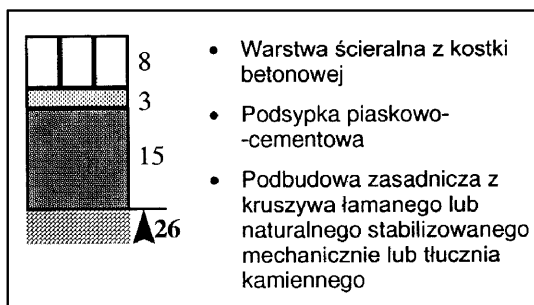 8
3
15
26
• Warstwa ścieralna z kostki
betonowej
• Podsypka piaskowo-
-cementowa
• Podbudowa zasadnicza z
kruszywa łamanego lub
naturalnego stabilizowanego
mechanicznie lub tłucznia
kamiennego